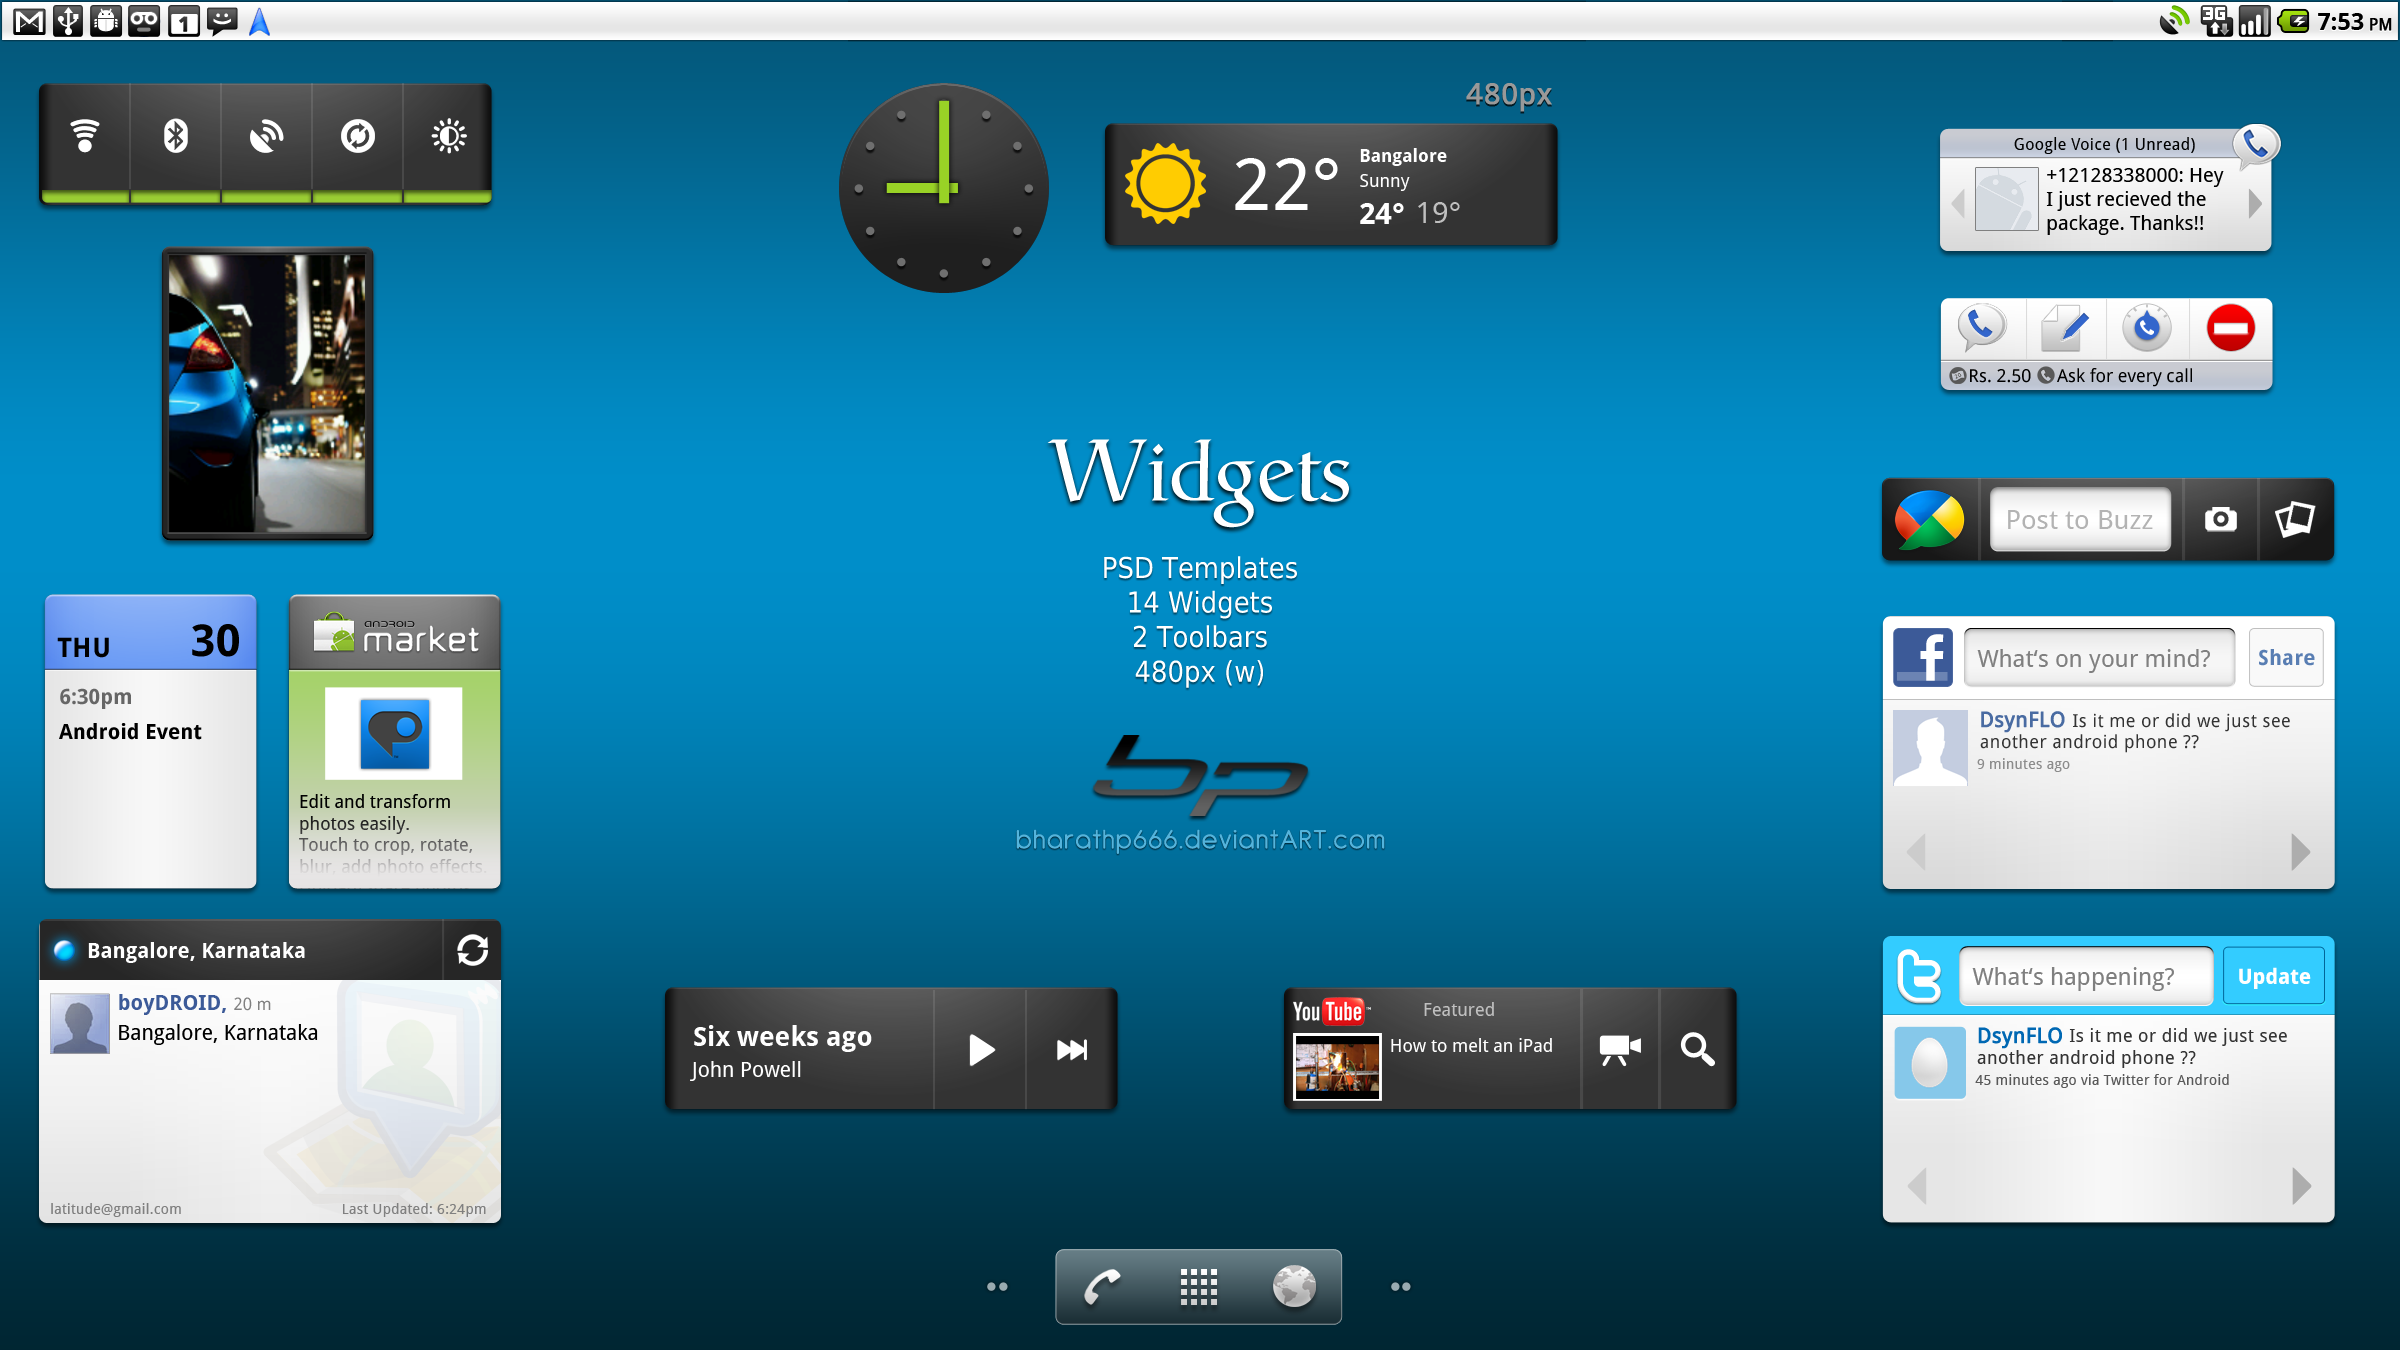 1
3G
7:53 PM
480px
22°
Bangalore
Sunny
24° 19°
Google Voice (1 Unread)
+12128338000: Hey
I just recieved the
package. Thanks!!
Rs. 2.50 Ask for every call
Widgets
PSD Templates
14 Widgets
2 Toolbars
480px (w)
bp
bharathp666.deviantART.com
Post to Buzz
THU 30
6:30pm
Android Event
ANDROID
market
Edit and transform
photos easily.
Touch to crop, rotate,
blur, add photo effects,
f What's on your mind? Share
DsynFLO Is it me or did we just see
another android phone ??
9 minutes ago
Bangalore, Karnataka
boyDROID, 20 m
Bangalore, Karnataka
latitude@gmail.com
Last Updated: 6:24pm
Six weeks ago
John Powell
YouTube™ Featured
How to melt an iPad
t What's happening? Update
DsynFLO Is it me or did we just see
another android phone ??
45 minutes ago via Twitter for Android